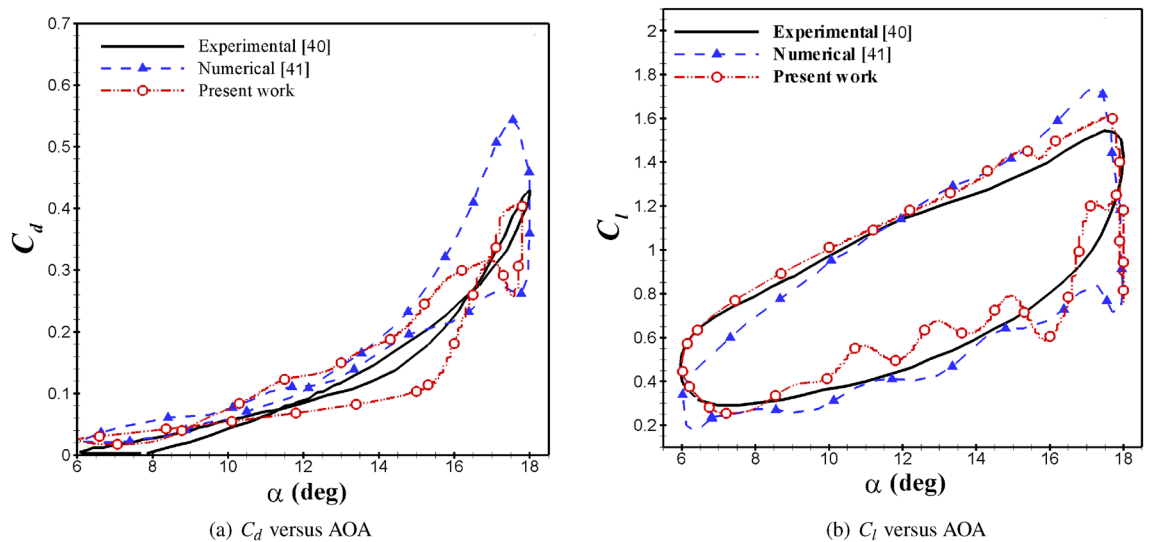 0.7
0.6
0.5
0.4
0.3
0.2
0.1
0
C_d
Experimental [40]
Numerical [41]
Present work
6 8 10 12 14 16 18
α (deg)
(a) C_d versus AOA
2
1.8
1.6
1.4
1.2
1
0.8
0.6
0.4
0.2
C_l
Experimental [40]
Numerical [41]
Present work
6 8 10 12 14 16 18
α (deg)
(b) C_l versus AOA